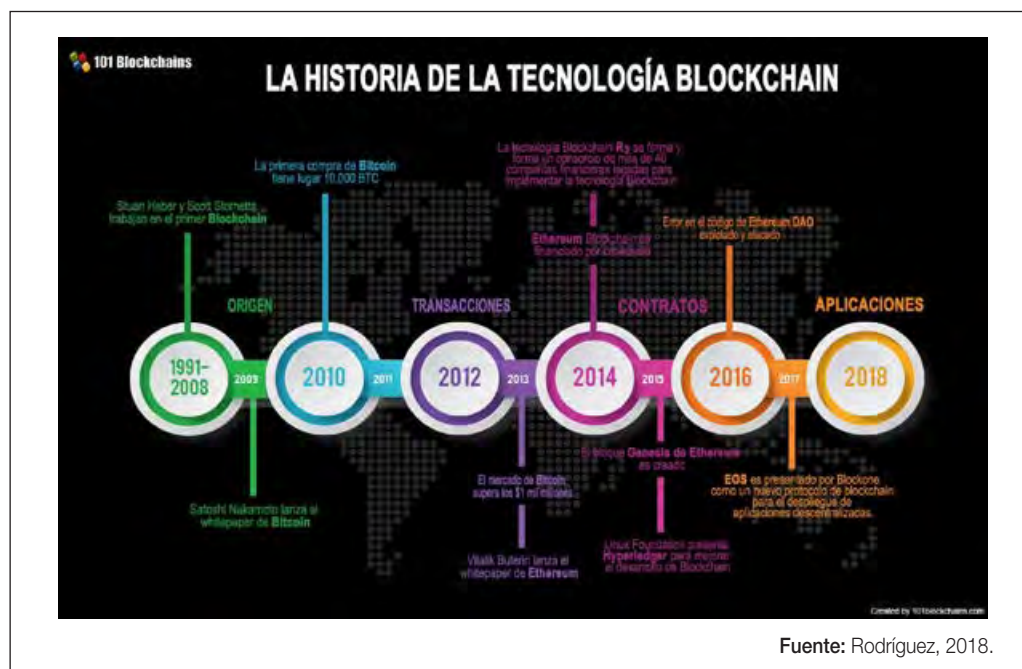 101 Blockchains
LA HISTORIA DE LA TECNOLOGÍA BLOCKCHAIN
La tecnología Blockchain R3 se forma y
forma un consorcio de más de 40
compañías financieras legadas para
implementar la tecnología Blockchain
La primera compra de Bitcoin
tiene lugar 10.000 BTC
Stuart Haber y Scott Stornetta
trabajan en el primer Blockchain
Ethereum Blockchain es
financiado por
Error en el código de Ethereum DAO
explotado y atacado
ORIGEN
TRANSACCIONES
CONTRATOS
APLICACIONES
1991-
2008
2009
2010
2011
2012
2013
2014
2015
2016
2017
2018
El mercado de Bitcoin
supera los $1 mil millones
El bloque Genesis de Ethereum
es creado
EOS es presentado por Blockone
como un nuevo protocolo de blockchain
para el despliegue de
aplicaciones descentralizadas.
Satoshi Nakamoto lanza el
whitepaper de Bitcoin
Vitalik Buterin lanza el
whitepaper de Ethereum
Linux Foundation presenta
Hyperledger para mejorar
el desarrollo de Blockchain
Created by 101blockchains.com
Fuente: Rodríguez, 2018.